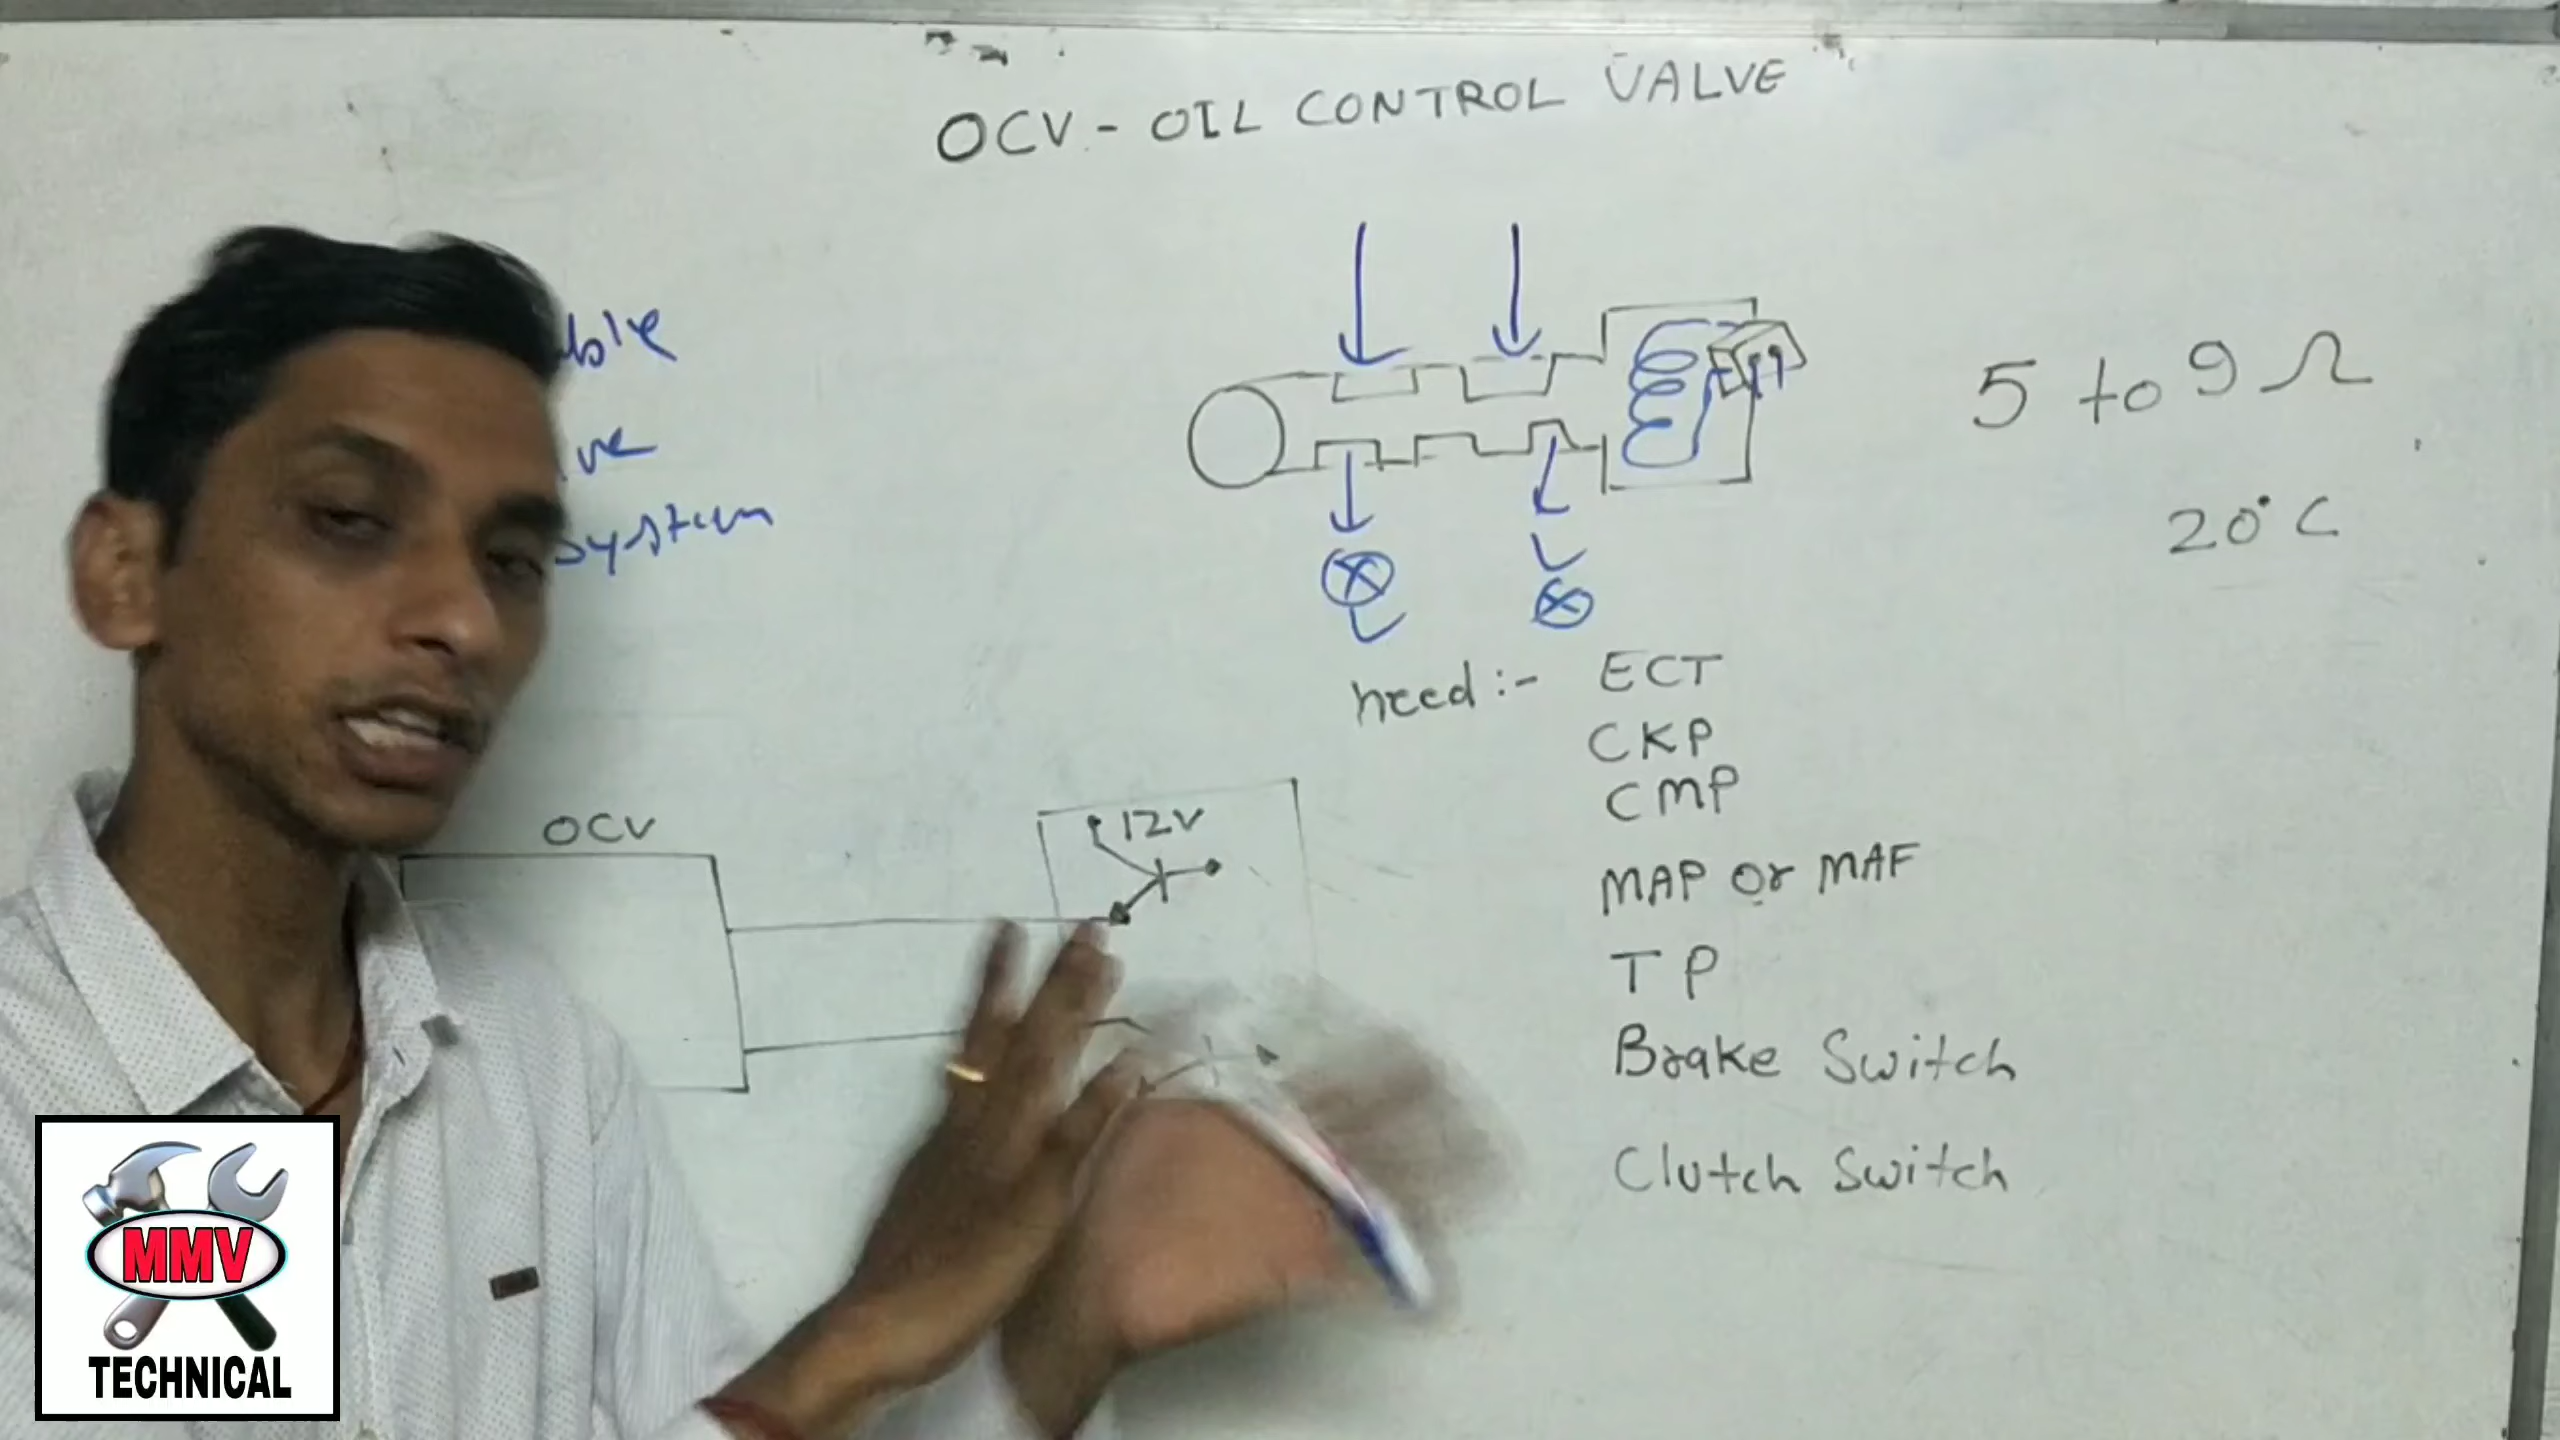 OCV - OIL CONTROL VALVE
system
5 to 9 Ω
20°C
need :- ECT
CKP
CMP
MAP or MAF
TP
Brake Switch
Clutch Switch
OCV
12V
MMV
TECHNICAL